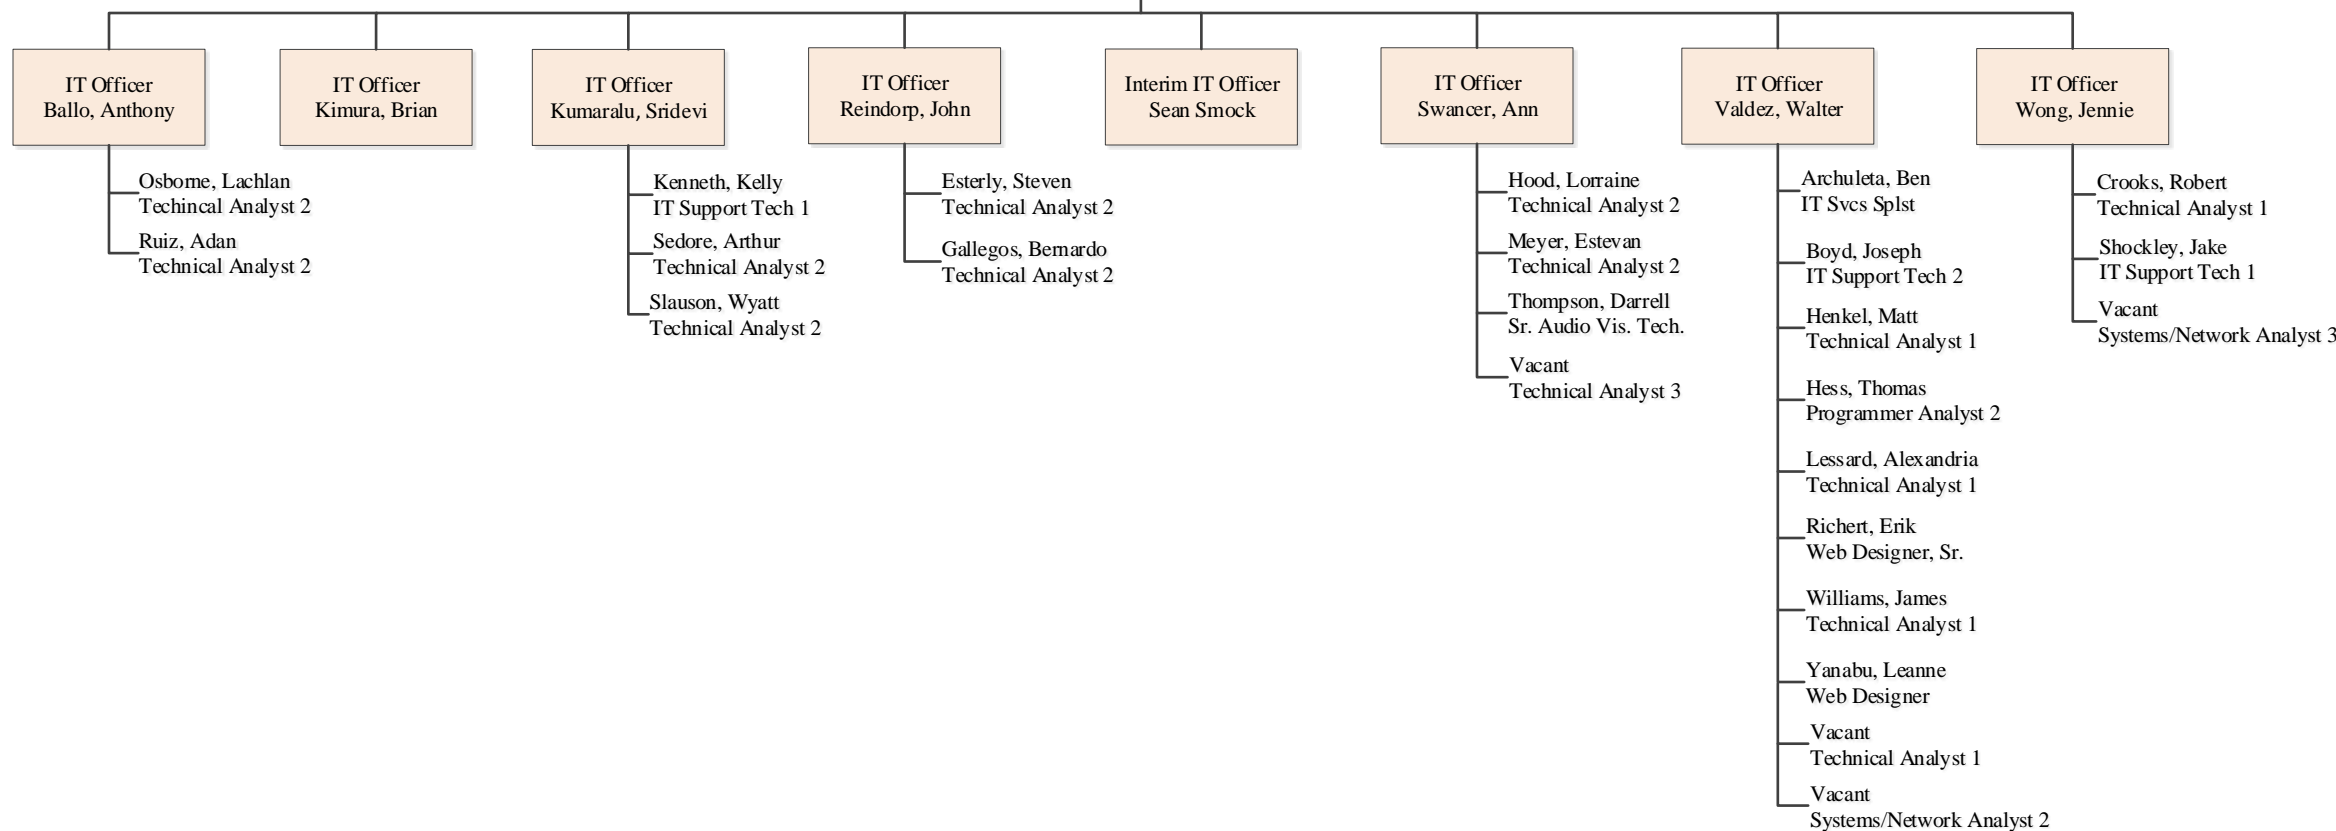 IT Officer
Ballo, Anthony
Osborne, Lachlan
Techincal Analyst 2
Ruiz, Adan
Technical Analyst 2
IT Officer
Kimura, Brian
IT Officer
Kumaralu, Sridevi
Kenneth, Kelly
IT Support Tech 1
Sedore, Arthur
Technical Analyst 2
Slauson, Wyatt
Technical Analyst 2
IT Officer
Reindorp, John
Esterly, Steven
Technical Analyst 2
Gallegos, Bernardo
Technical Analyst 2
Interim IT Officer
Sean Smock
IT Officer
Swancer, Ann
Hood, Lorraine
Technical Analyst 2
Meyer, Estevan
Technical Analyst 2
Thompson, Darrell
Sr. Audio Vis. Tech.
Vacant
Technical Analyst 3
IT Officer
Valdez, Walter
Archuleta, Ben
IT Svcs Splst
Boyd, Joseph
IT Support Tech 2
Henkel, Matt
Technical Analyst 1
Hess, Thomas
Programmer Analyst 2
Lessard, Alexandria
Technical Analyst 1
Richert, Erik
Web Designer, Sr.
Williams, James
Technical Analyst 1
Yanabu, Leanne
Web Designer
Vacant
Technical Analyst 1
Vacant
Systems/Network Analyst 2
IT Officer
Wong, Jennie
Crooks, Robert
Technical Analyst 1
Shockley, Jake
IT Support Tech 1
Vacant
Systems/Network Analyst 3